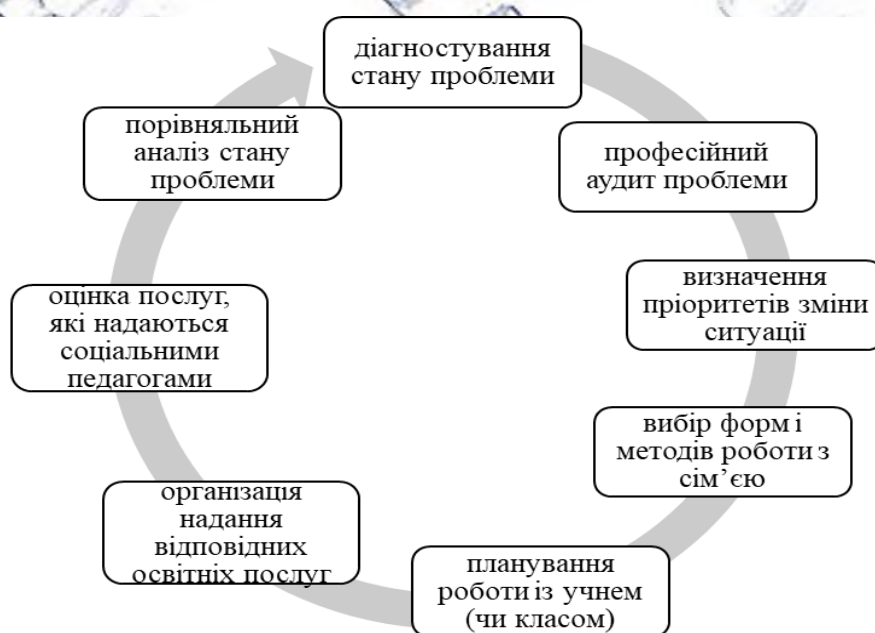 діагностування
стану проблеми
професійний
аудит проблеми
визначення
пріоритетів зміни
ситуації
вибір форм і
методів роботи з
сім’єю
планування
роботи із учнем
(чи класом)
організація
надання
відповідних
освітніх послуг
оцінка послуг,
які надаються
соціальними
педагогами
порівняльний
аналіз стану
проблеми